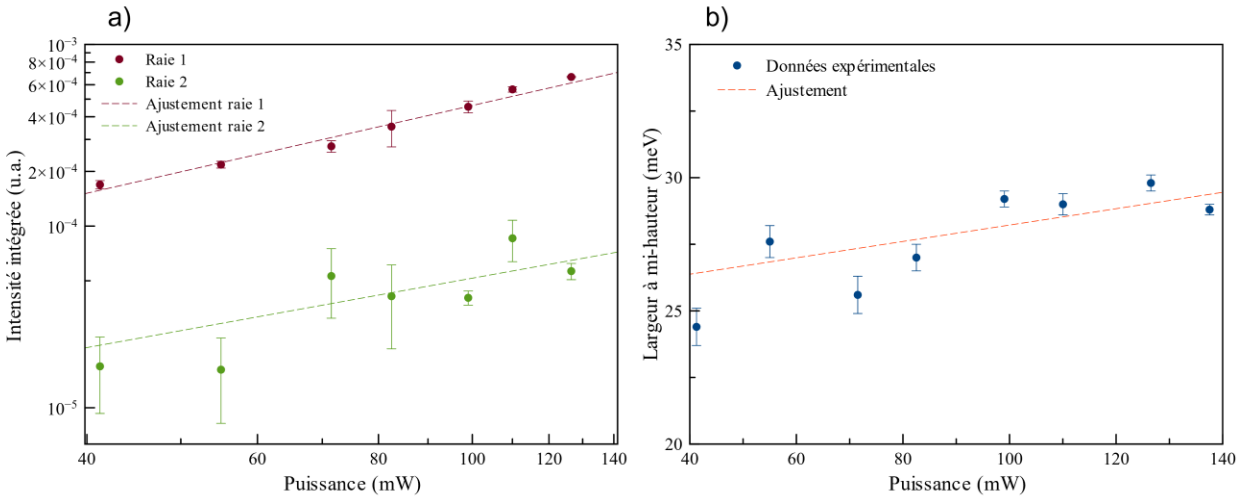 a)
10⁻³
8×10⁻⁴
6×10⁻⁴
4×10⁻⁴
2×10⁻⁴
10⁻⁴
10⁻⁵
Intensité intégrée (u.a.)
Raie 1
Raie 2
Ajustement raie 1
Ajustement raie 2
40
60
80
100
120
140
Puissance (mW)
b)
35
30
25
20
Largeur à mi-hauteur (meV)
Données expérimentales
Ajustement
40
60
80
100
120
140
Puissance (mW)